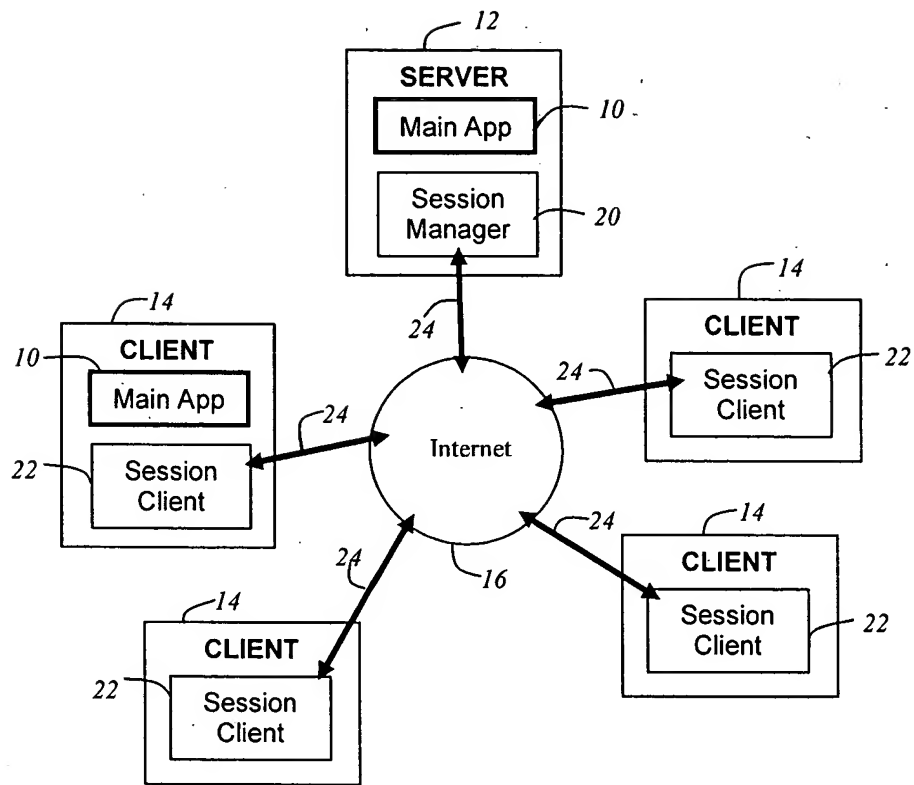 12
SERVER
Main App
10
Session
Manager
20
24
14
CLIENT
10
Main App
24
22
Session
Client
14
CLIENT
24
Session
Client
22
Internet
16
24
14
CLIENT
Session
Client
22
24
14
CLIENT
22
Session
Client